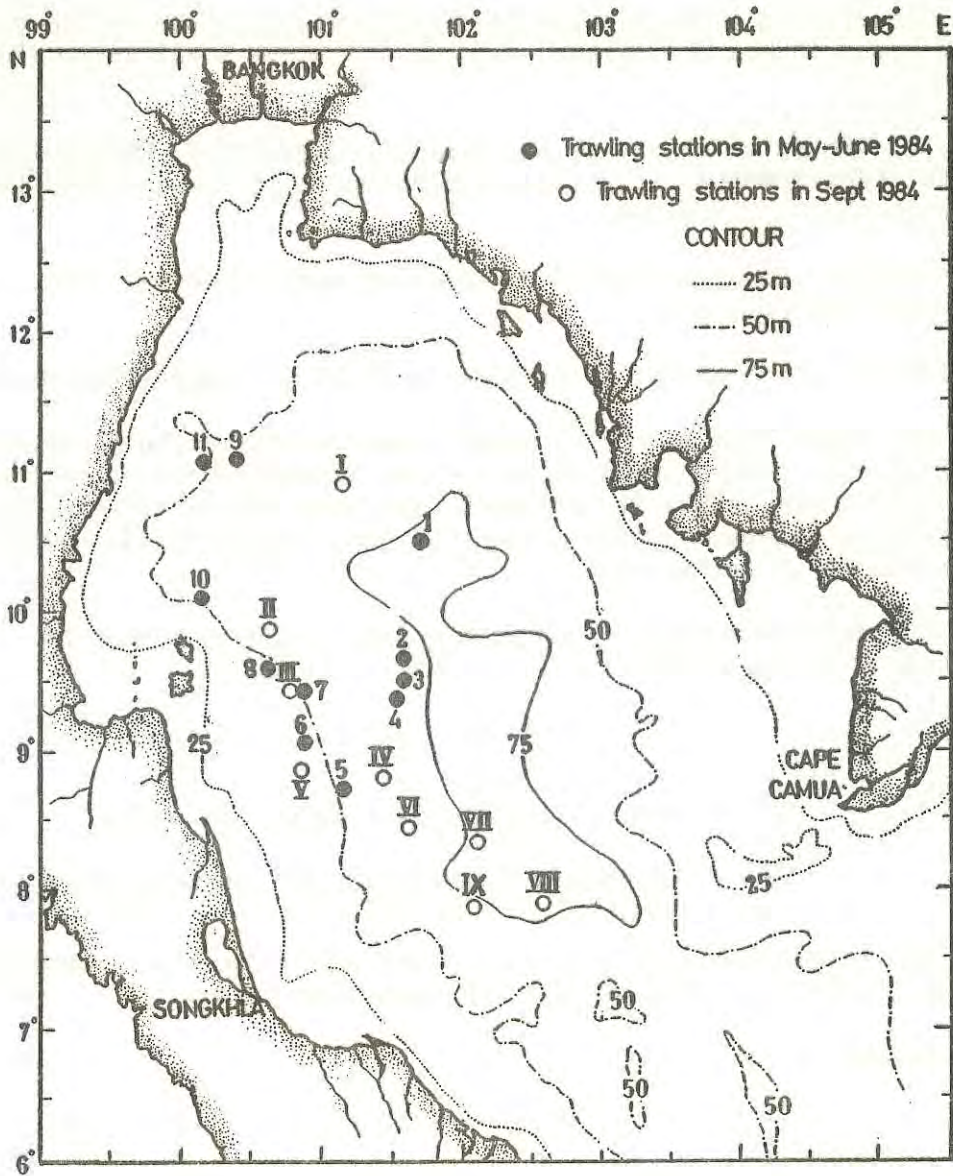 99° 100° 101° 102° 103° 104° 105° E
N
BANGKOK
● Trawling stations in May-June 1984
○ Trawling stations in Sept 1984
CONTOUR
25m
50m
75m
13°
12°
11°
10°
9°
8°
7°
6°
11 9
I
1
10
II
50
2
8 III 7
3
4
6
25
IV
75
5
V
CAPE
CAMUA
VI VII
25
IX VIII
SONGKHLA
50
50
50